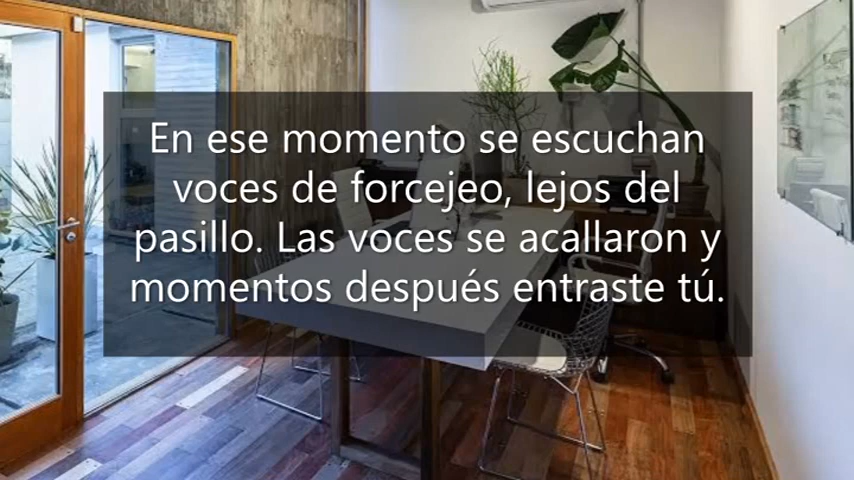 En ese momento se escuchan
voces de forcejeo, lejos del
pasillo. Las voces se acallaron y
momentos después entraste tú.